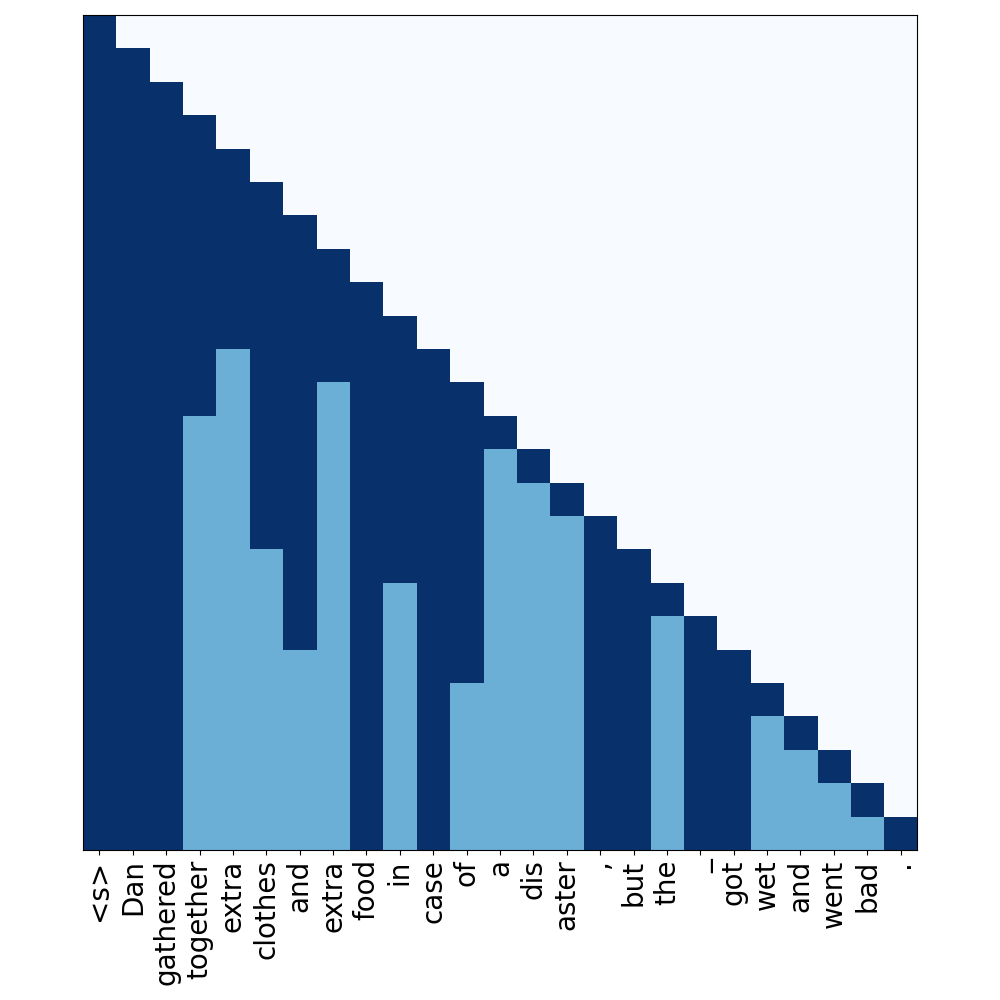 <s> Dan gathered together extra clothes and extra food in case of a dis aster , but the _ got wet and went bad .